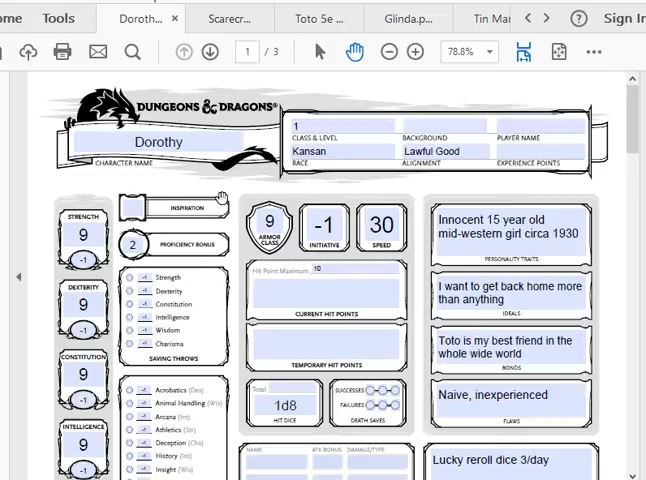 ome Tools Doroth... × Scarecr... Toto 5e ... Glinda.p... Tin Ma Sign In
1 / 3 78.8%
DUNGEONS & DRAGONS®
Dorothy
CHARACTER NAME
1
CLASS & LEVEL BACKGROUND PLAYER NAME
Kansan Lawful Good
RACE ALIGNMENT EXPERIENCE POINTS
STRENGTH
9
-1
DEXTERITY
9
-1
CONSTITUTION
9
-1
INTELLIGENCE
9
-1
INSPIRATION
2 PROFICIENCY BONUS
-1 Strength
-1 Dexterity
-1 Constitution
-1 Intelligence
-1 Wisdom
-1 Charisma
SAVING THROWS
-1 Acrobatics (Dex)
-1 Animal Handling (Wis)
-1 Arcana (Int)
-1 Athletics (Str)
-1 Deception (Cha)
-1 History (Int)
-1 Insight (Wis)
9 -1 30
ARMOR CLASS INITIATIVE SPEED
Hit Point Maximum 10
CURRENT HIT POINTS
TEMPORARY HIT POINTS
Total
1d8
HIT DICE
SUCCESSES
FAILURES
DEATH SAVES
NAME ATK BONUS DAMAGE/TYPE
Innocent 15 year old
mid-western girl circa 1930
PERSONALITY TRAITS
I want to get back home more
than anything
IDEALS
Toto is my best friend in the
whole wide world
BONDS
Naive, inexperienced
FLAWS
Lucky reroll dice 3/day